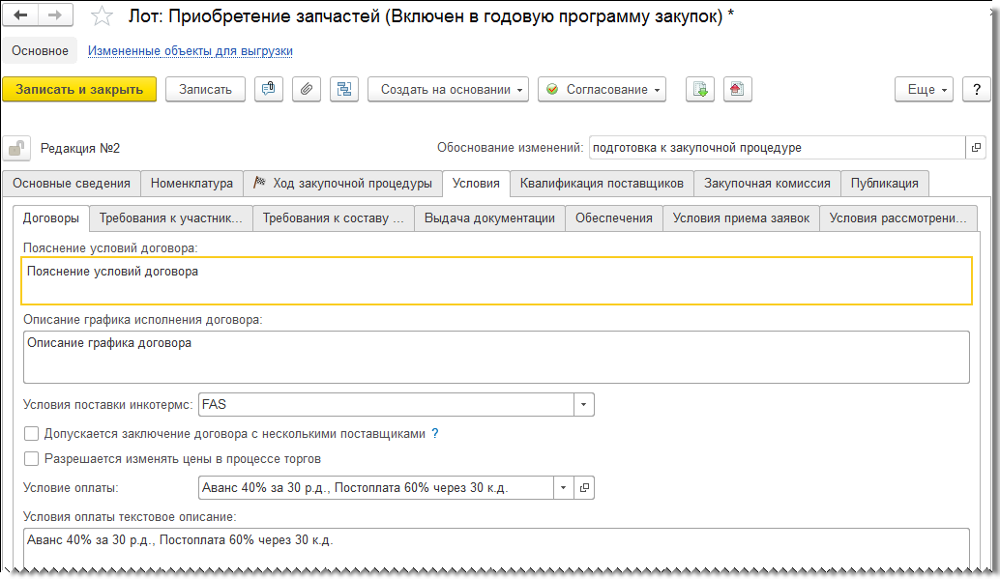 Лот: Приобретение запчастей (Включен в годовую программу закупок) *
Основное Измененные объекты для выгрузки
Записать и закрыть Записать Создать на основании Согласование Еще ?
Редакция №2 Обоснование изменений: подготовка к закупочной процедуре
Основные сведения Номенклатура Ход закупочной процедуры Условия Квалификация поставщиков Закупочная комиссия Публикация
Договоры Требования к участник... Требования к составу ... Выдача документации Обеспечения Условия приема заявок Условия рассмотрени...
Пояснение условий договора:
Пояснение условий договора
Описание графика исполнения договора:
Описание графика договора
Условия поставки инкотермс: FAS
Допускается заключение договора с несколькими поставщиками ?
Разрешается изменять цены в процессе торгов
Условие оплаты: Аванс 40% за 30 р.д., Постоплата 60% через 30 к.д.
Условия оплаты текстовое описание:
Аванс 40% за 30 р.д., Постоплата 60% через 30 к.д.